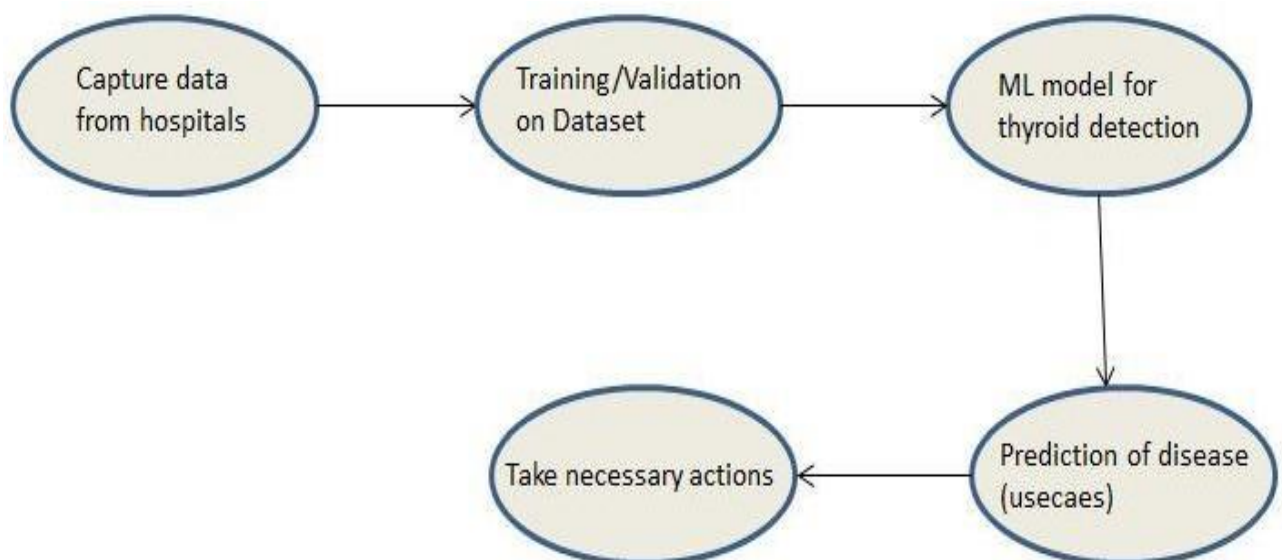 Capture data
from hospitals
Training/Validation
on Dataset
ML model for
thyroid detection
Prediction of disease
(usecaes)
Take necessary actions